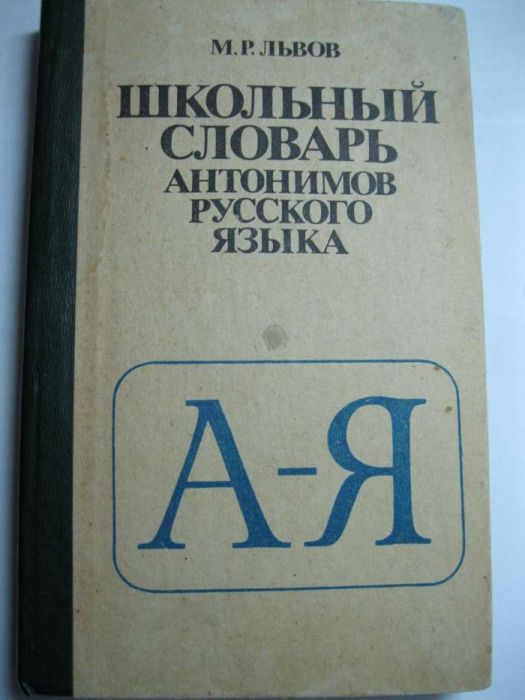 М.Р.ЛЬВОВ
ШКОЛЬНЫЙ
СЛОВАРЬ
АНТОНИМОВ
РУССКОГО
ЯЗЫКА
А-Я